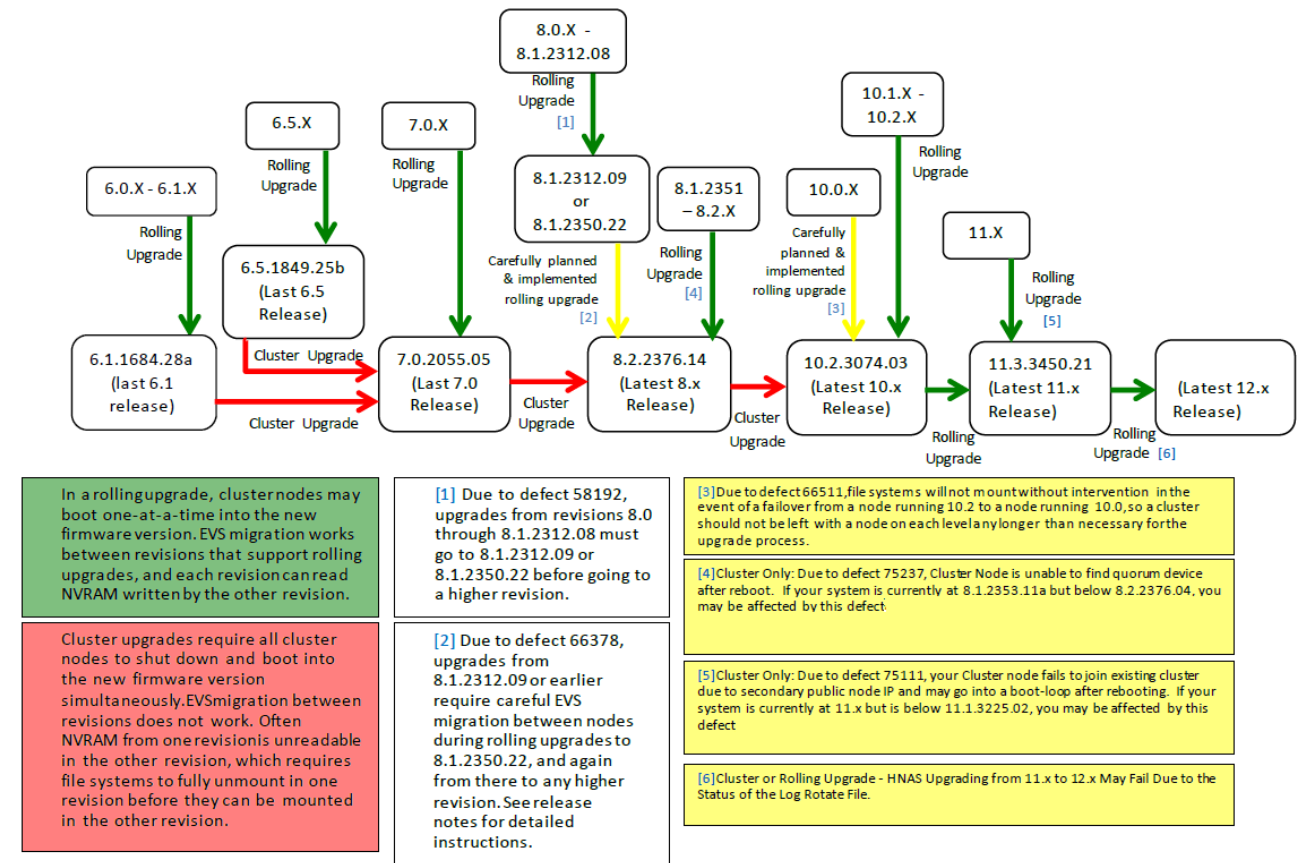 8.0.X -
8.1.2312.08
Rolling
Upgrade
[1]
10.1.X -
10.2.X
Rolling
Upgrade
6.5.X
Rolling
Upgrade
7.0.X
Rolling
Upgrade
6.0.X - 6.1.X
Rolling
Upgrade
8.1.2312.09
or
8.1.2350.22
8.1.2351
– 8.2.X
10.0.X
11.X
6.5.1849.25b
(Last 6.5
Release)
Carefully planned
& implemented
rolling upgrade
[2]
Rolling
Upgrade
[4]
Carefully
planned &
implemented
rolling upgrade
[3]
Rolling
Upgrade
[5]
6.1.1684.28a
(last 6.1
release)
Cluster Upgrade
Cluster Upgrade
7.0.2055.05
(Last 7.0
Release)
Cluster
Upgrade
8.2.2376.14
(Latest 8.x
Release)
Cluster
Upgrade
10.2.3074.03
(Latest 10.x
Release)
Rolling
Upgrade
11.3.3450.21
(Latest 11.x
Release)
Rolling
Upgrade [6]
(Latest 12.x
Release)
In a rolling upgrade, cluster nodes may
boot one-at-a-time into the new
firmware version. EVS migration works
between revisions that support rolling
upgrades, and each revision can read
NVRAM written by the other revision.
Cluster upgrades require all cluster
nodes to shut down and boot into
the new firmware version
simultaneously. EVS migration between
revisions does not work. Often
NVRAM from one revision is unreadable
in the other revision, which requires
file systems to fully unmount in one
revision before they can be mounted
in the other revision.
[1] Due to defect 58192,
upgrades from revisions 8.0
through 8.1.2312.08 must
go to 8.1.2312.09 or
8.1.2350.22 before going to
a higher revision.
[2] Due to defect 66378,
upgrades from
8.1.2312.09 or earlier
require careful EVS
migration between nodes
during rolling upgrades to
8.1.2350.22, and again
from there to any higher
revision. See release
notes for detailed
instructions.
[3] Due to defect 66511, file systems will not mount without intervention in the
event of a failover from a node running 10.2 to a node running 10.0, so a cluster
should not be left with a node on each level any longer than necessary for the
upgrade process.
[4] Cluster Only: Due to defect 75237, Cluster Node is unable to find quorum device
after reboot. If your system is currently at 8.1.2353.11a but below 8.2.2376.04, you
may be affected by this defect
[5] Cluster Only: Due to defect 75111, your Cluster node fails to join existing cluster
due to secondary public node IP and may go into a boot-loop after rebooting. If your
system is currently at 11.x but is below 11.1.3225.02, you may be affected by this
defect
[6] Cluster or Rolling Upgrade - HNAS Upgrading from 11.x to 12.x May Fail Due to the
Status of the Log Rotate File.